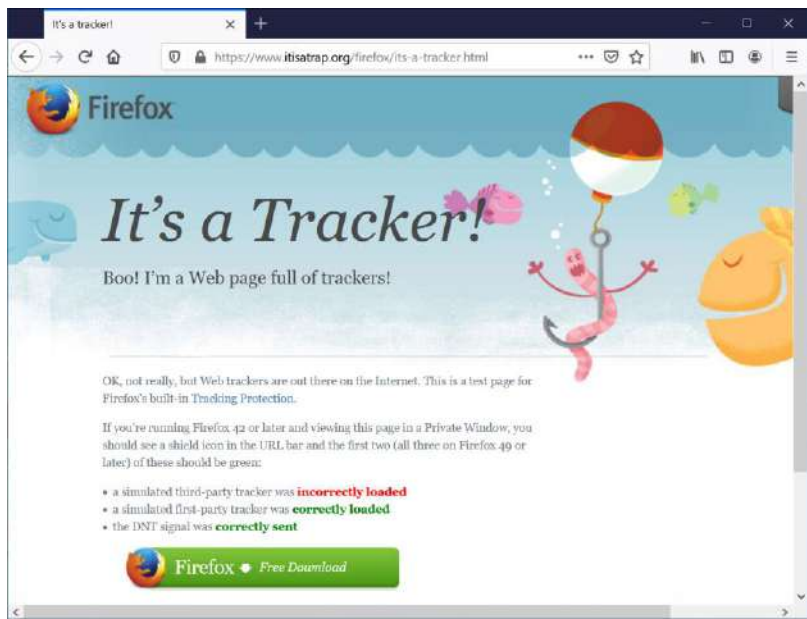 It's a tracker!
https://www.itisatrap.org/firefox/its-a-tracker.html
Firefox
It's a Tracker!
Boo! I'm a Web page full of trackers!
OK, not really, but Web trackers are out there on the Internet. This is a test page for
Firefox's built-in Tracking Protection.
If you're running Firefox 42 or later and viewing this page in a Private Window, you
should see a shield icon in the URL bar and the first two (all three on Firefox 49 or
later) of these should be green:
• a simulated third-party tracker was incorrectly loaded
• a simulated first-party tracker was correctly loaded
• the DNT signal was correctly sent
Firefox Free Download